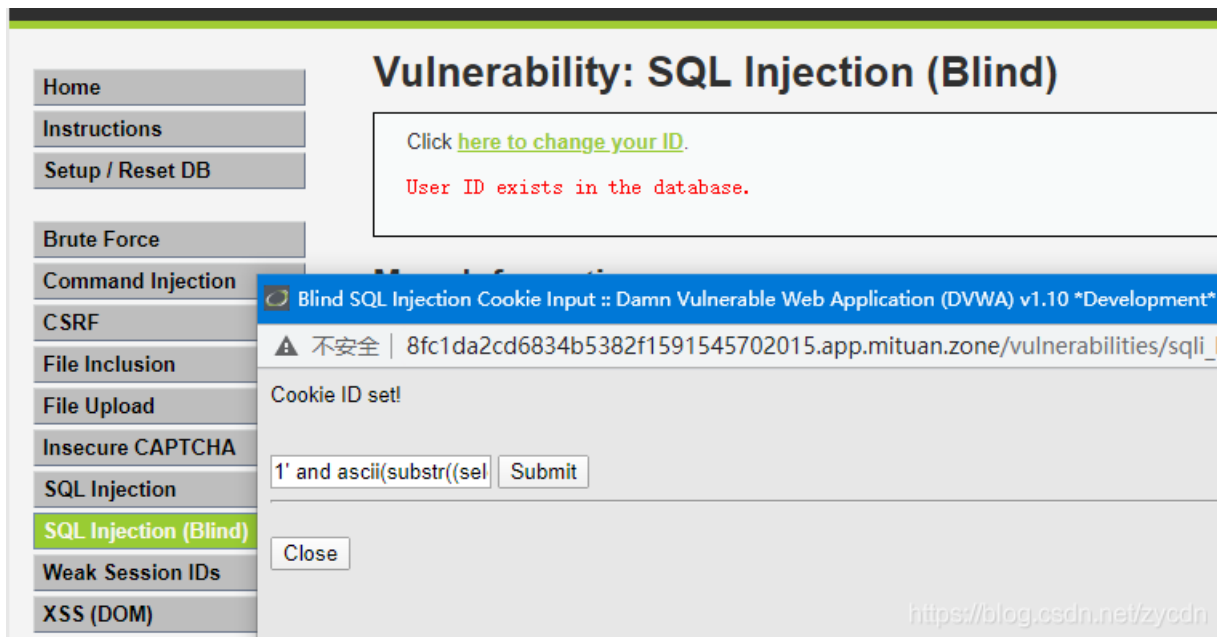 Vulnerability: SQL Injection (Blind)
Home
Instructions
Setup / Reset DB
Brute Force
Command Injection
CSRF
File Inclusion
File Upload
Insecure CAPTCHA
SQL Injection
SQL Injection (Blind)
Weak Session IDs
XSS (DOM)
Click here to change your ID.
User ID exists in the database.
Blind SQL Injection Cookie Input :: Damn Vulnerable Web Application (DVWA) v1.10 *Development*
不安全 | 8fc1da2cd6834b5382f1591545702015.app.mituan.zone/vulnerabilities/sqli_
Cookie ID set!
1' and ascii(substr((sel Submit
Close
https://blog.csdn.net/zycdn